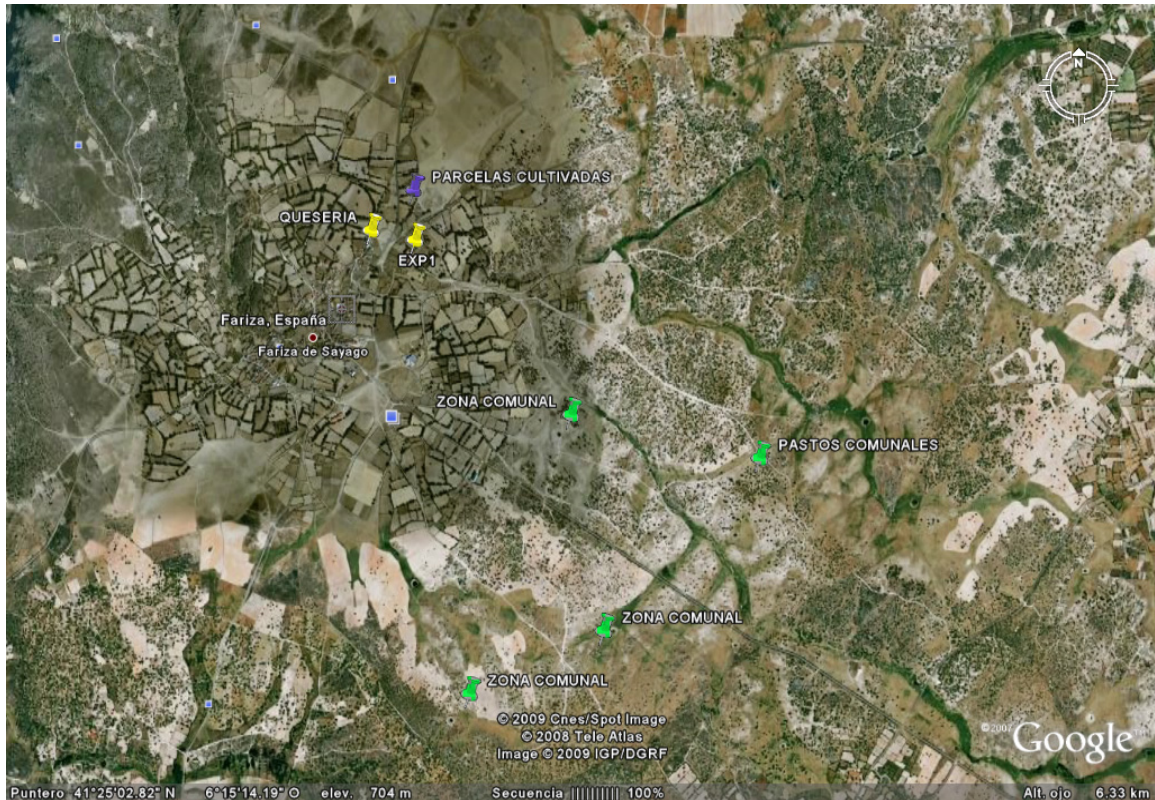 N
PARCELAS CULTIVADAS
QUESERIA
EXP1
Fariza, España
Fariza de Sayago
ZONA COMUNAL
PASTOS COMUNALES
ZONA COMUNAL
ZONA COMUNAL
© 2009 Cnes/Spot Image
© 2008 Tele Atlas
Image © 2009 IGP/DGRF
© 2007 Google
Puntero 41°25'02.82" N 6°15'14.19" O elev. 704 m Secuencia |||||||||| 100% Alt. ojo 6.33 km